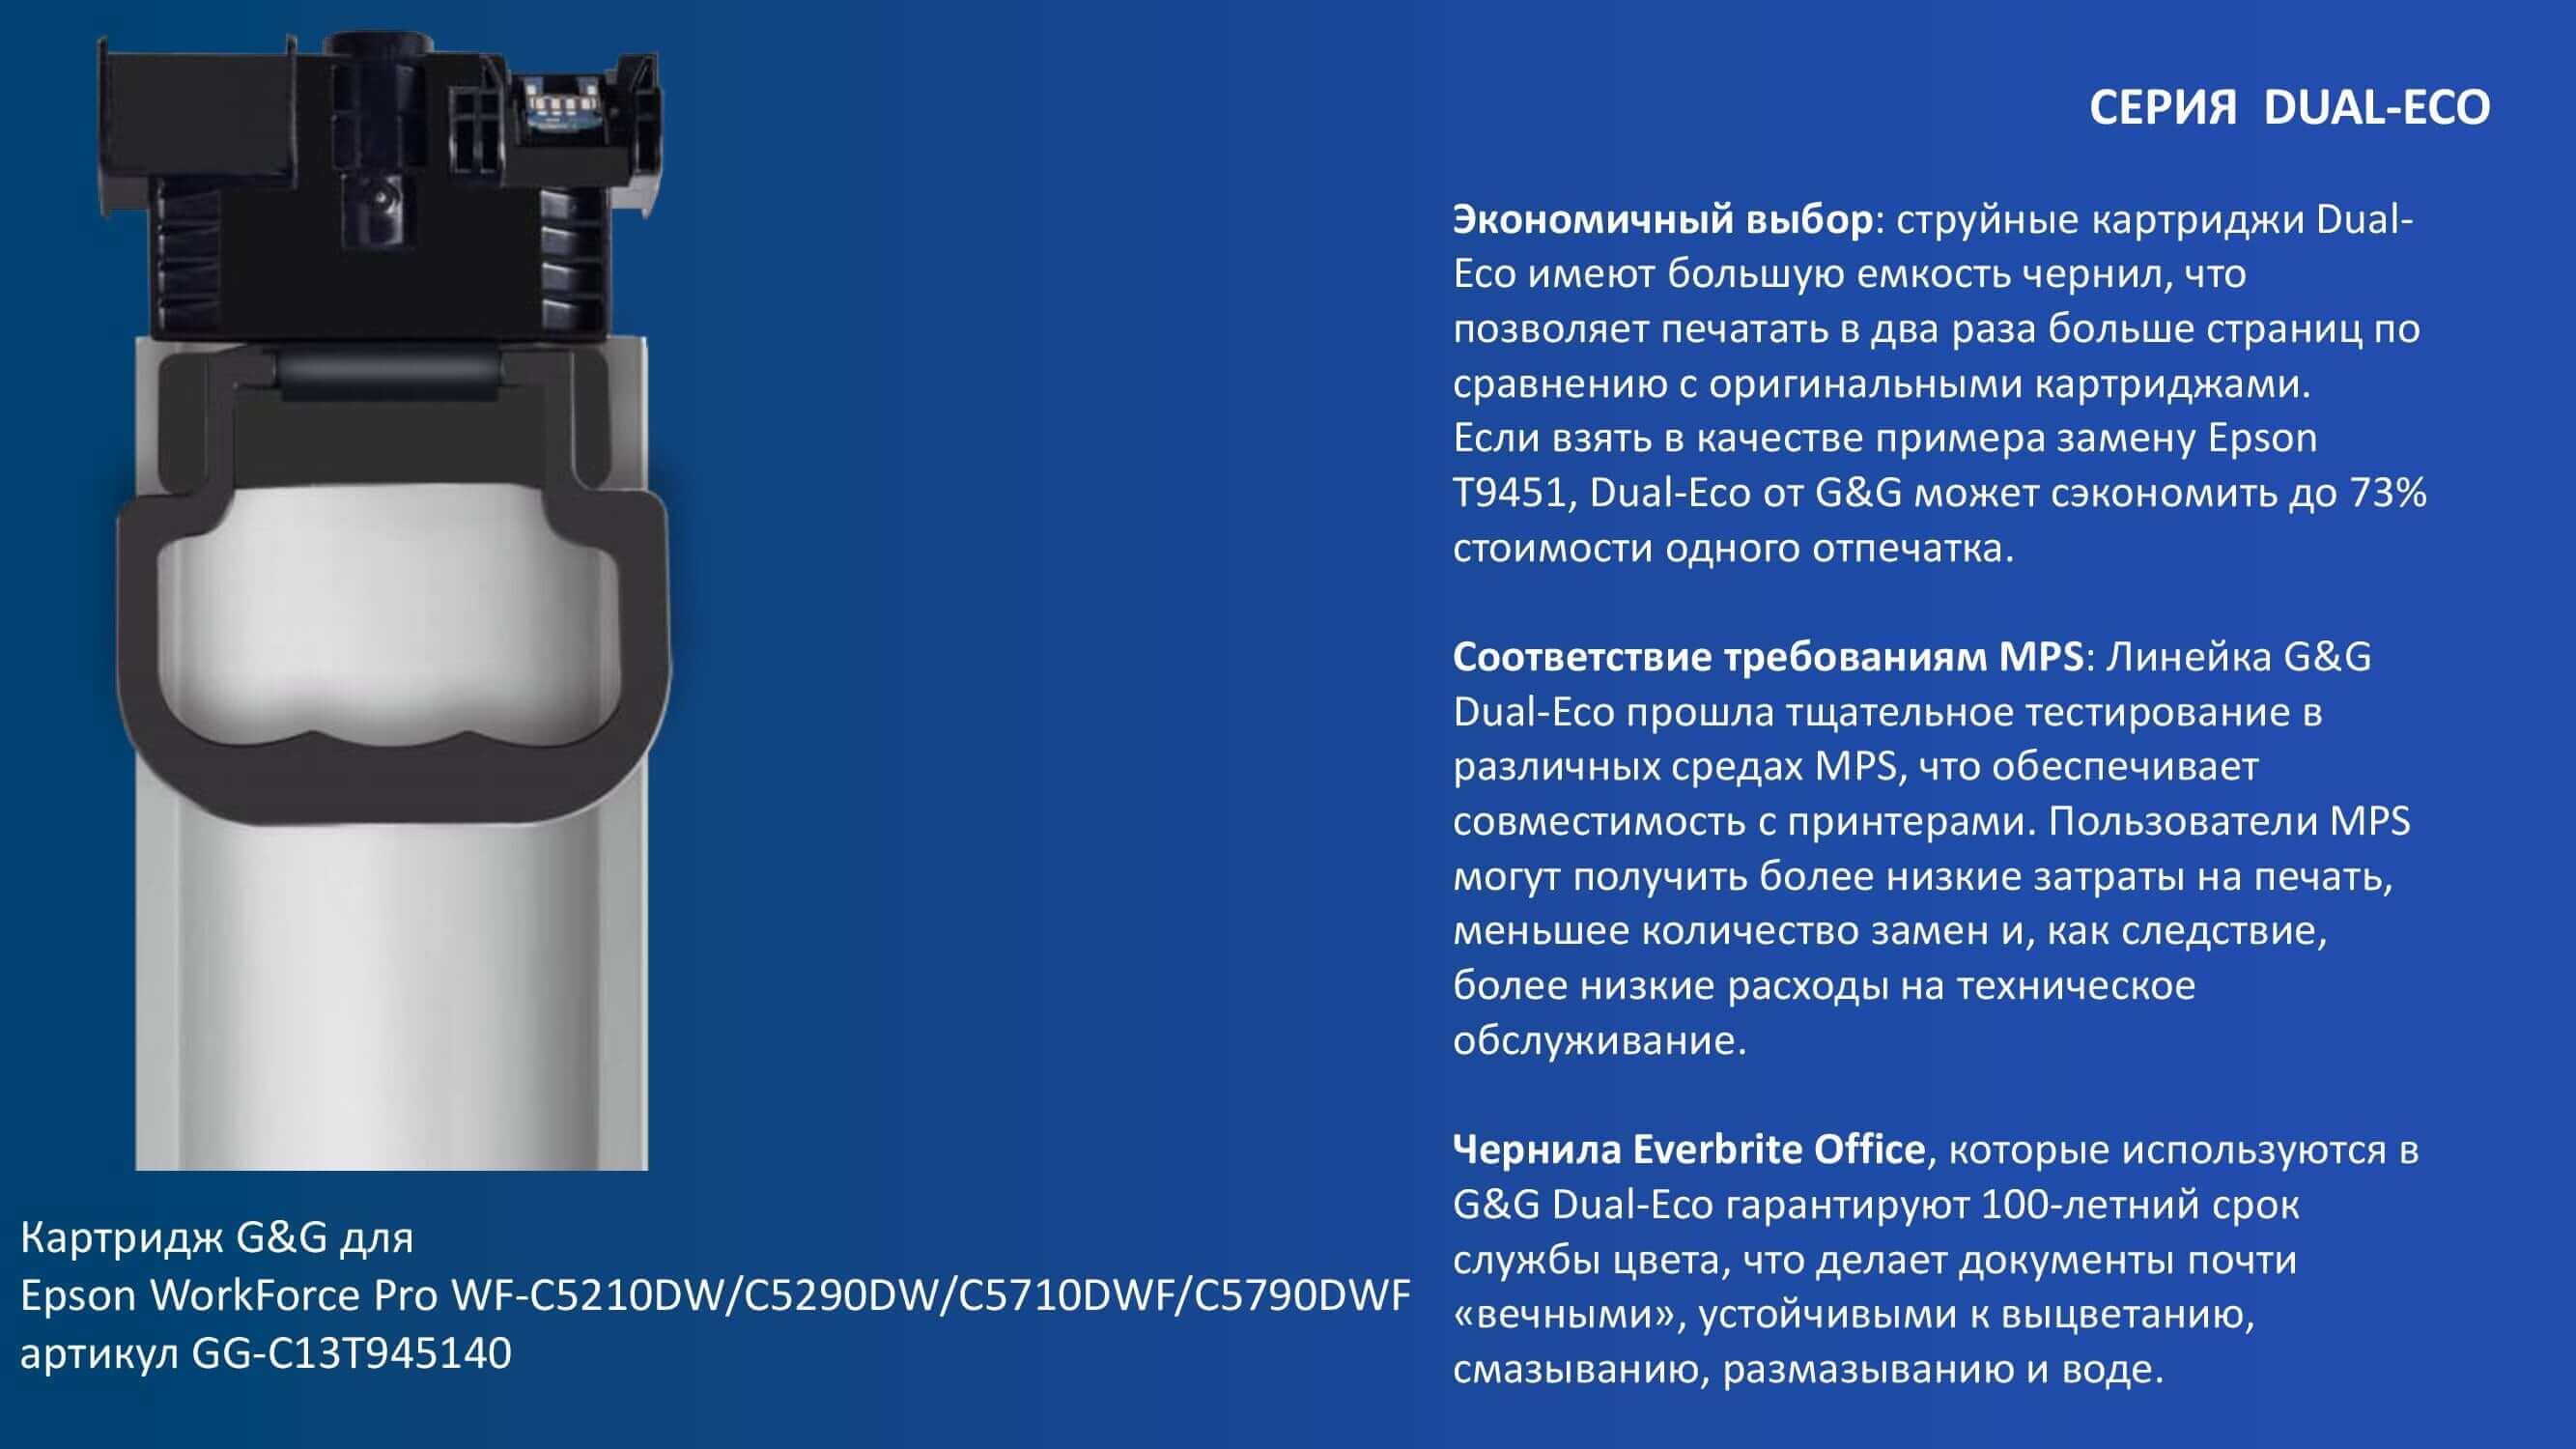 СЕРИЯ DUAL-ECO
Экономичный выбор: струйные картриджи Dual-
Eco имеют большую емкость чернил, что
позволяет печатать в два раза больше страниц по
сравнению с оригинальными картриджами.
Если взять в качестве примера замену Epson
T9451, Dual-Eco от G&G может сэкономить до 73%
стоимости одного отпечатка.
Соответствие требованиям MPS: Линейка G&G
Dual-Eco прошла тщательное тестирование в
различных средах MPS, что обеспечивает
совместимость с принтерами. Пользователи MPS
могут получить более низкие затраты на печать,
меньшее количество замен и, как следствие,
более низкие расходы на техническое
обслуживание.
Чернила Everbrite Office, которые используются в
G&G Dual-Eco гарантируют 100-летний срок
службы цвета, что делает документы почти
«вечными», устойчивыми к выцветанию,
смазыванию, размазыванию и воде.
Картридж G&G для
Epson WorkForce Pro WF-C5210DW/C5290DW/C5710DWF/C5790DWF
артикул GG-C13T945140